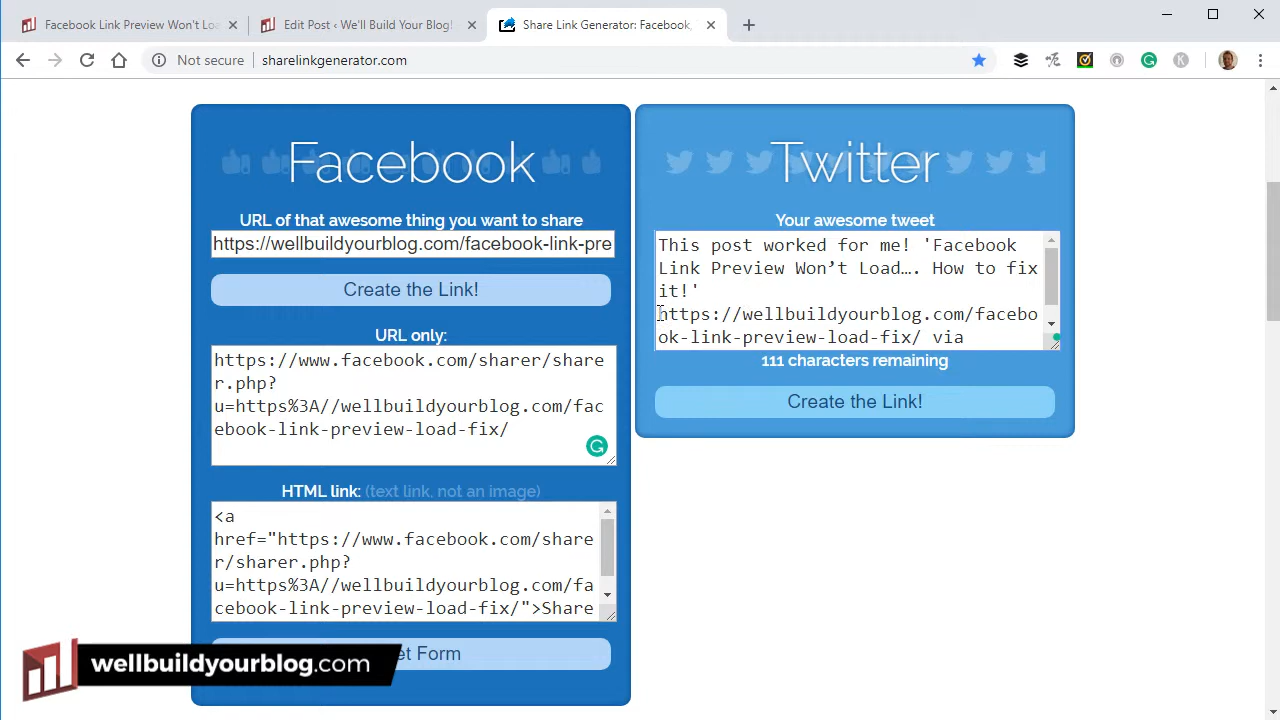 Facebook Link Preview Won't Loa
Edit Post ‹ We'll Build Your Blog!
Share Link Generator: Facebook,
Not secure
sharelinkgenerator.com
Facebook
URL of that awesome thing you want to share
https://wellbuildyourblog.com/facebook-link-pre
Create the Link!
URL only:
https://www.facebook.com/sharer/share
r.php?
u=https%3A//wellbuildyourblog.com/fac
ebook-link-preview-load-fix/
HTML link: (text link, not an image)
<a
href="https://www.facebook.com/share
r/sharer.php?
u=https%3A//wellbuildyourblog.com/fa
cebook-link-preview-load-fix/">Share
et Form
Twitter
Your awesome tweet
This post worked for me! 'Facebook
Link Preview Won’t Load…. How to fix
it!'
https://wellbuildyourblog.com/facebo
ok-link-preview-load-fix/ via
111 characters remaining
Create the Link!
wellbuildyourblog.com